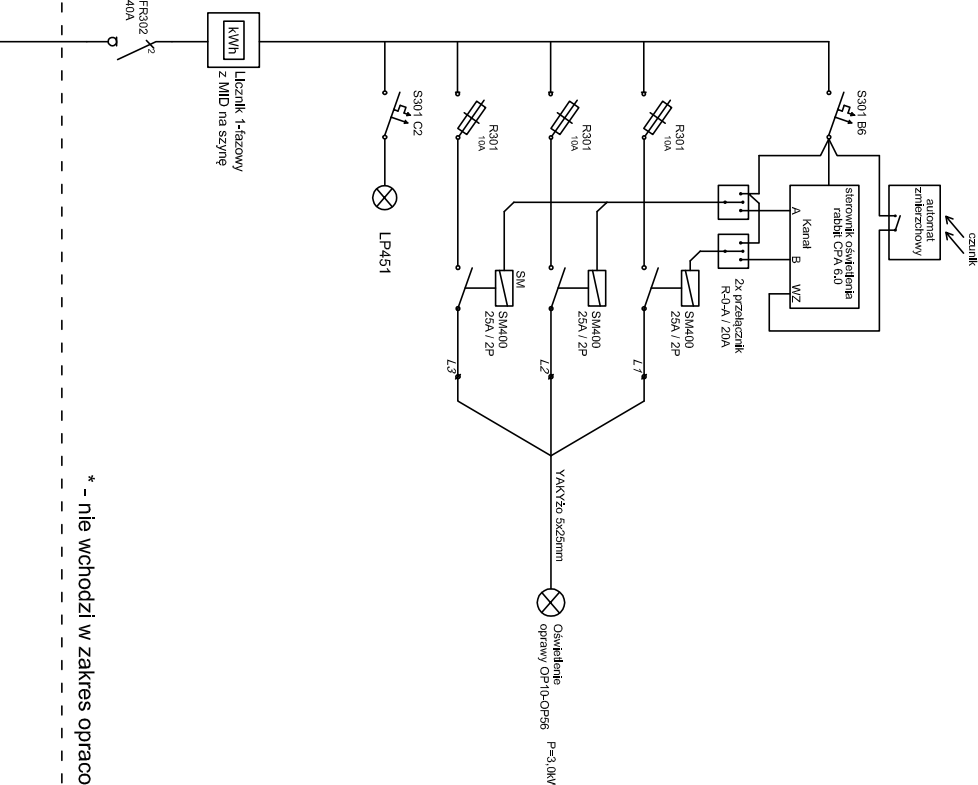 FR302
40A
2
kWh
Licznik 1-fazowy
z MID na szynę
S301 C2
LP451
R301
10A
R301
10A
R301
10A
S301 B6
sterownik oświetlenia
rabbit CPA 6.0
Kanał
A
B
WZ
automat
zmierzchowy
czunik
2x przełącznik
R-0-A / 20A
SM
SM400
25A / 2P
SM400
25A / 2P
SM400
25A / 2P
L3
L2
L1
YAKYżo 5x25mm
Oświetlenie
oprawy OP10-OP56
P=3,0kW
* - nie wchodzi w zakres opraco